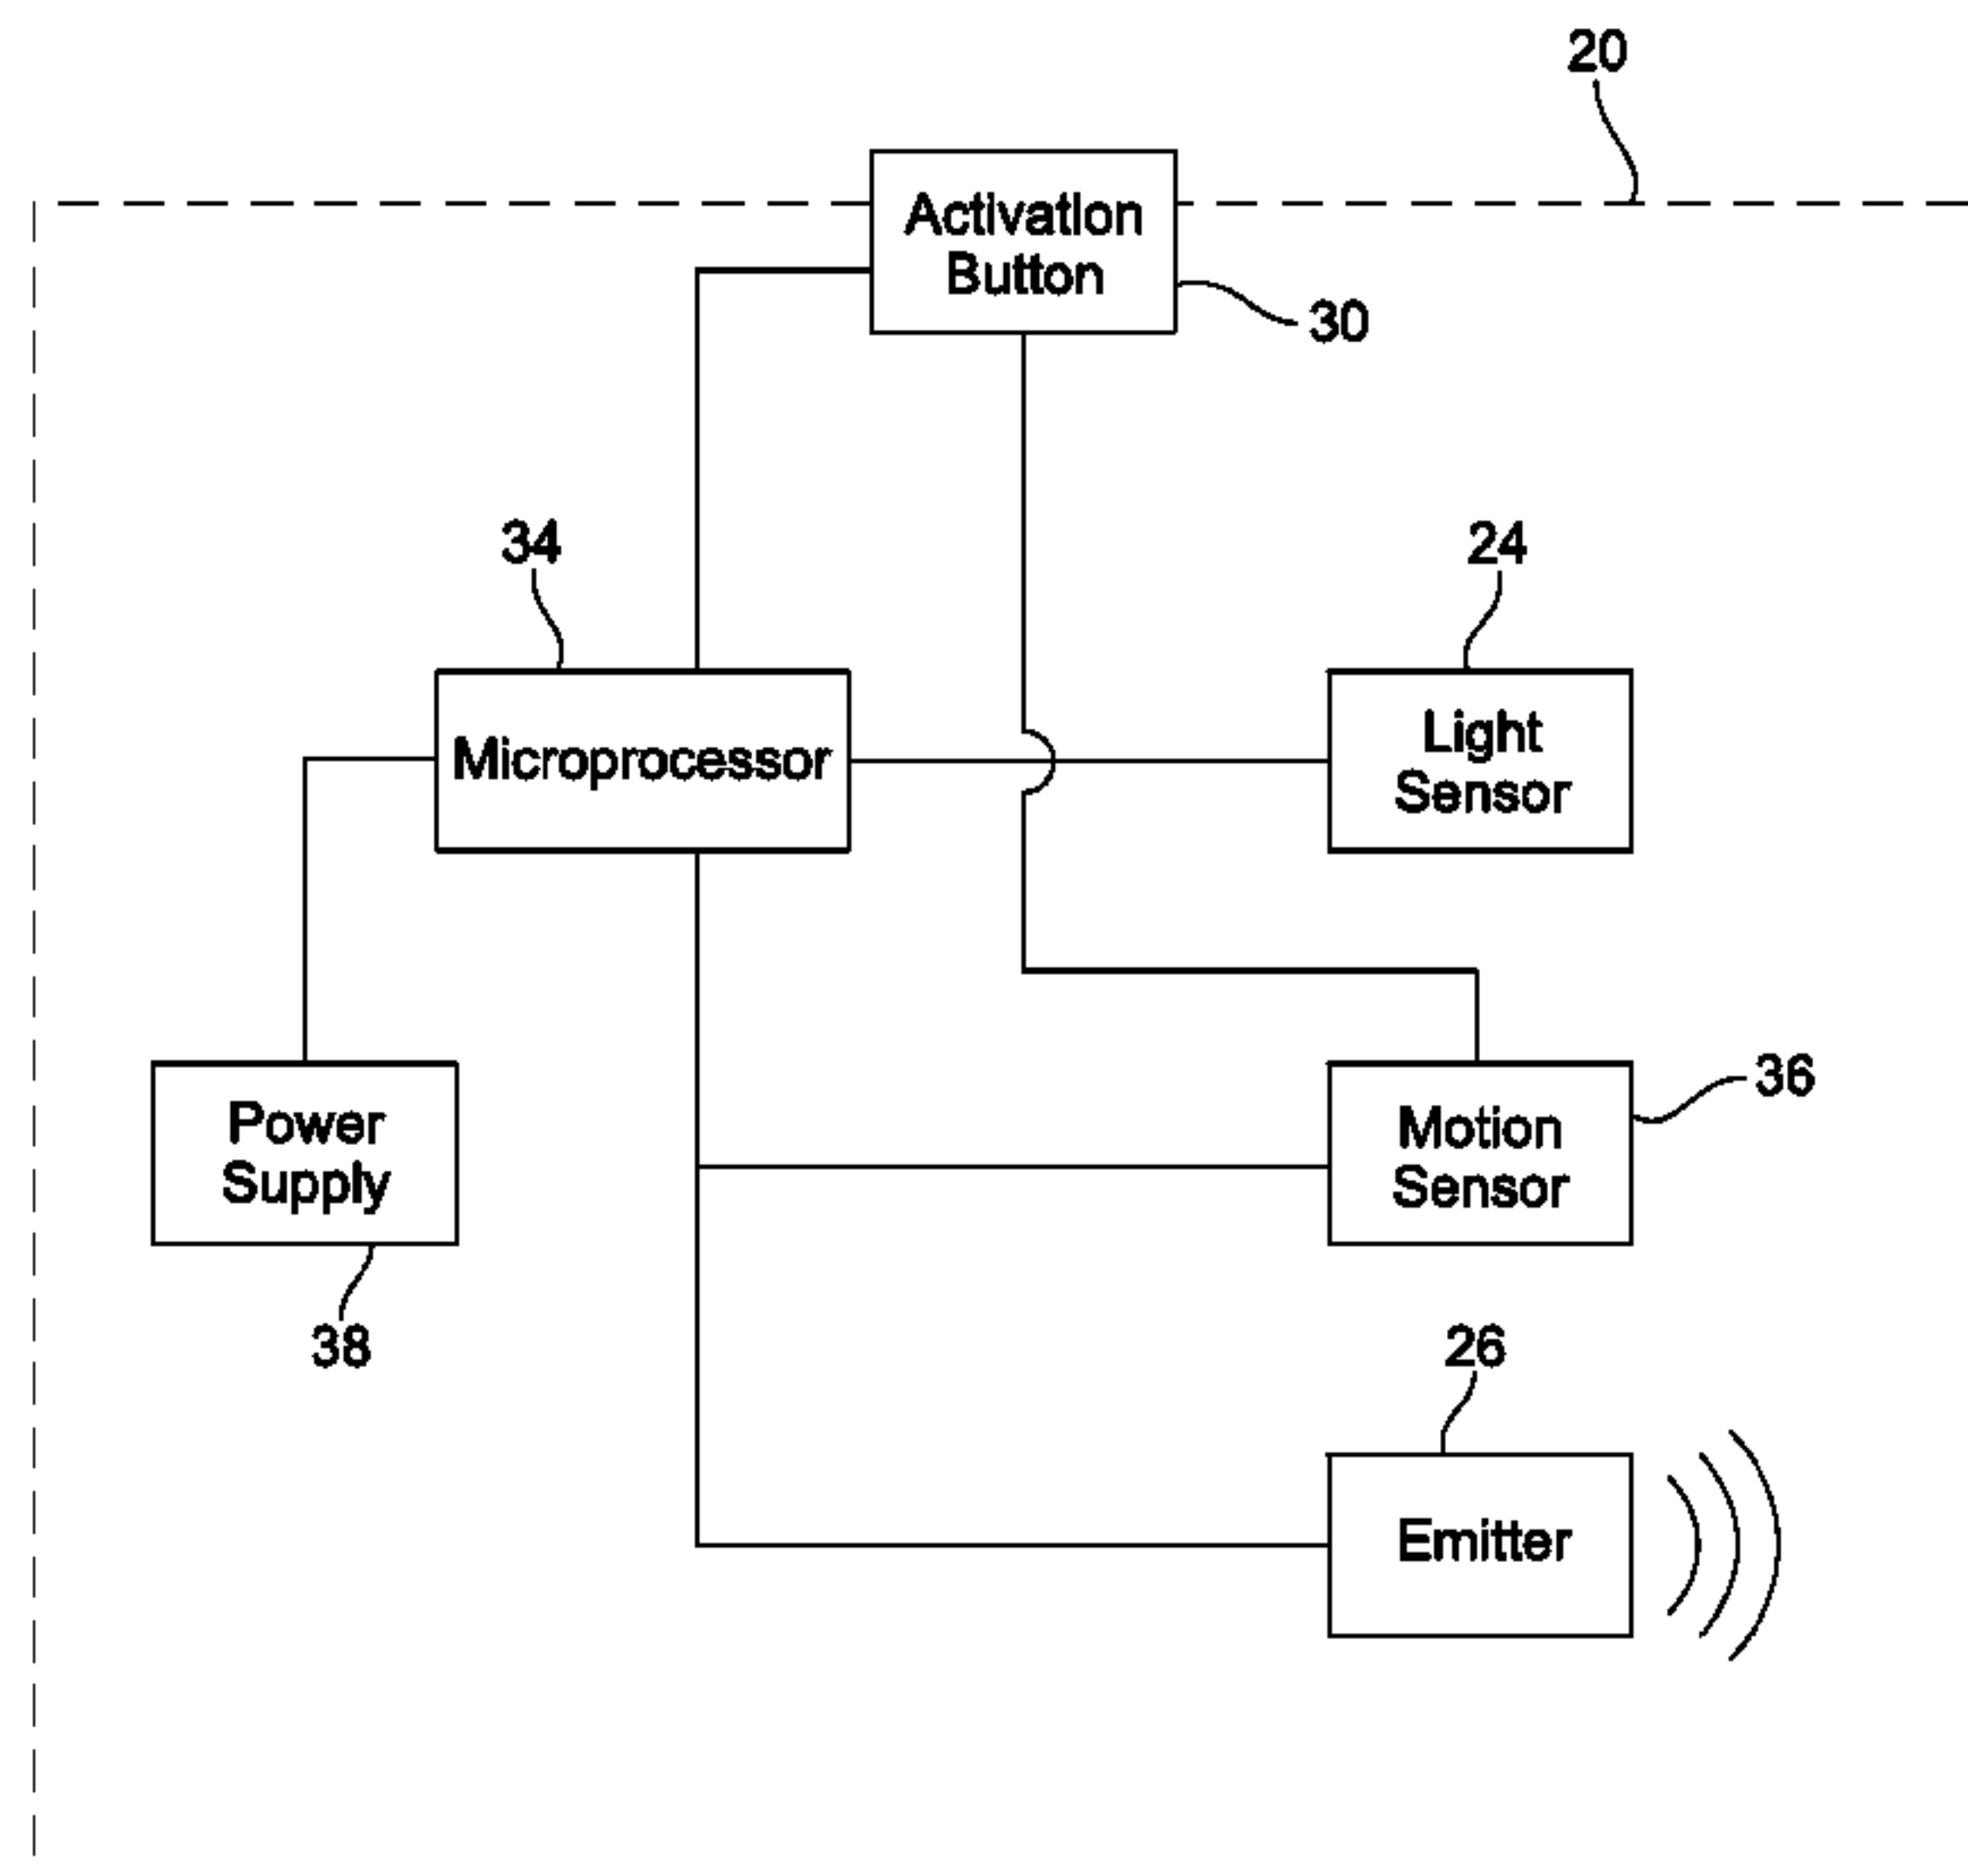 20
Activation
Button
30
34
24
Microprocessor
Light
Sensor
36
Power
Supply
Motion
Sensor
38
26
Emitter